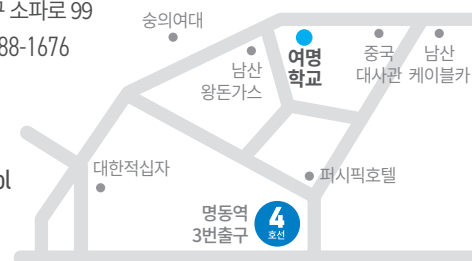 구 소파로 99
88-1676
ol
숭의여대
남산
왕돈가스
여명
학교
중국
대사관
남산
케이블카
대한적십자
퍼시픽호텔
명동역
3번출구
4
호선